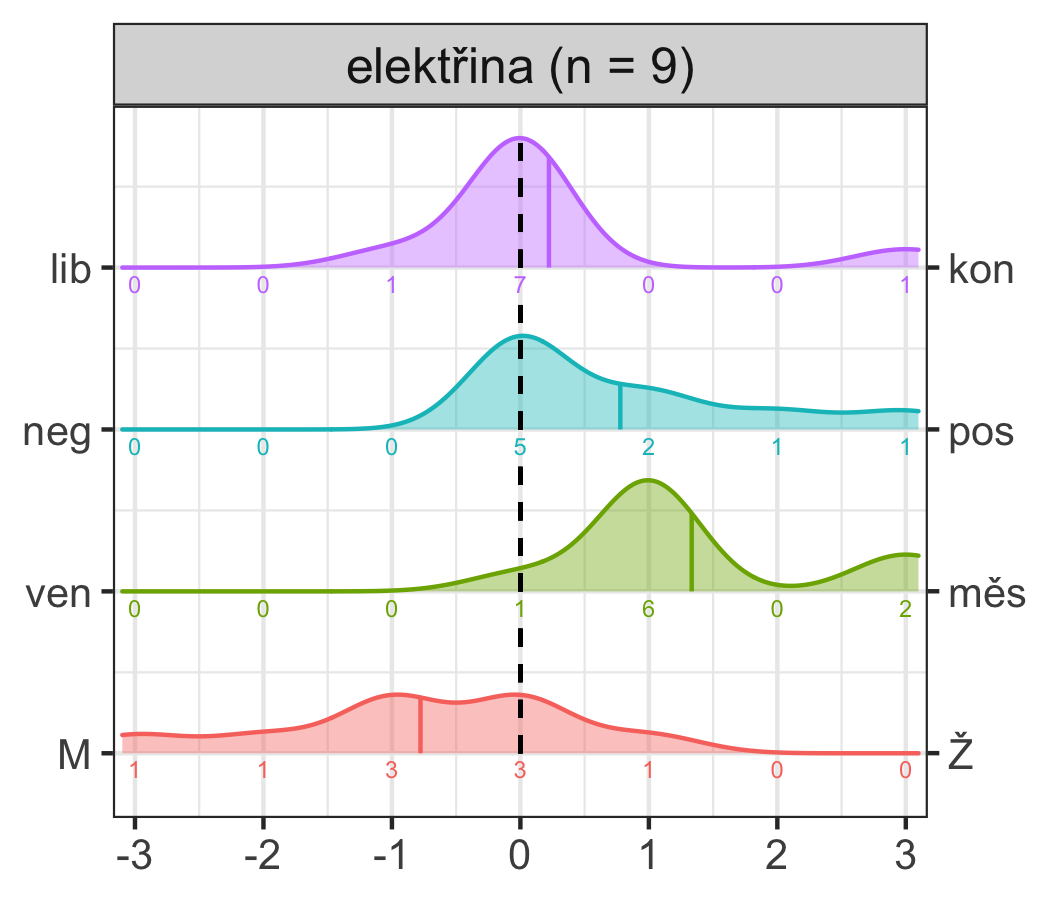 elektřina (n = 9)
lib kon
0 0 1 7 0 0 1
neg pos
0 0 0 5 2 1 1
ven měs
0 0 0 1 6 0 2
M Ž
1 1 3 3 1 0 0
-3 -2 -1 0 1 2 3